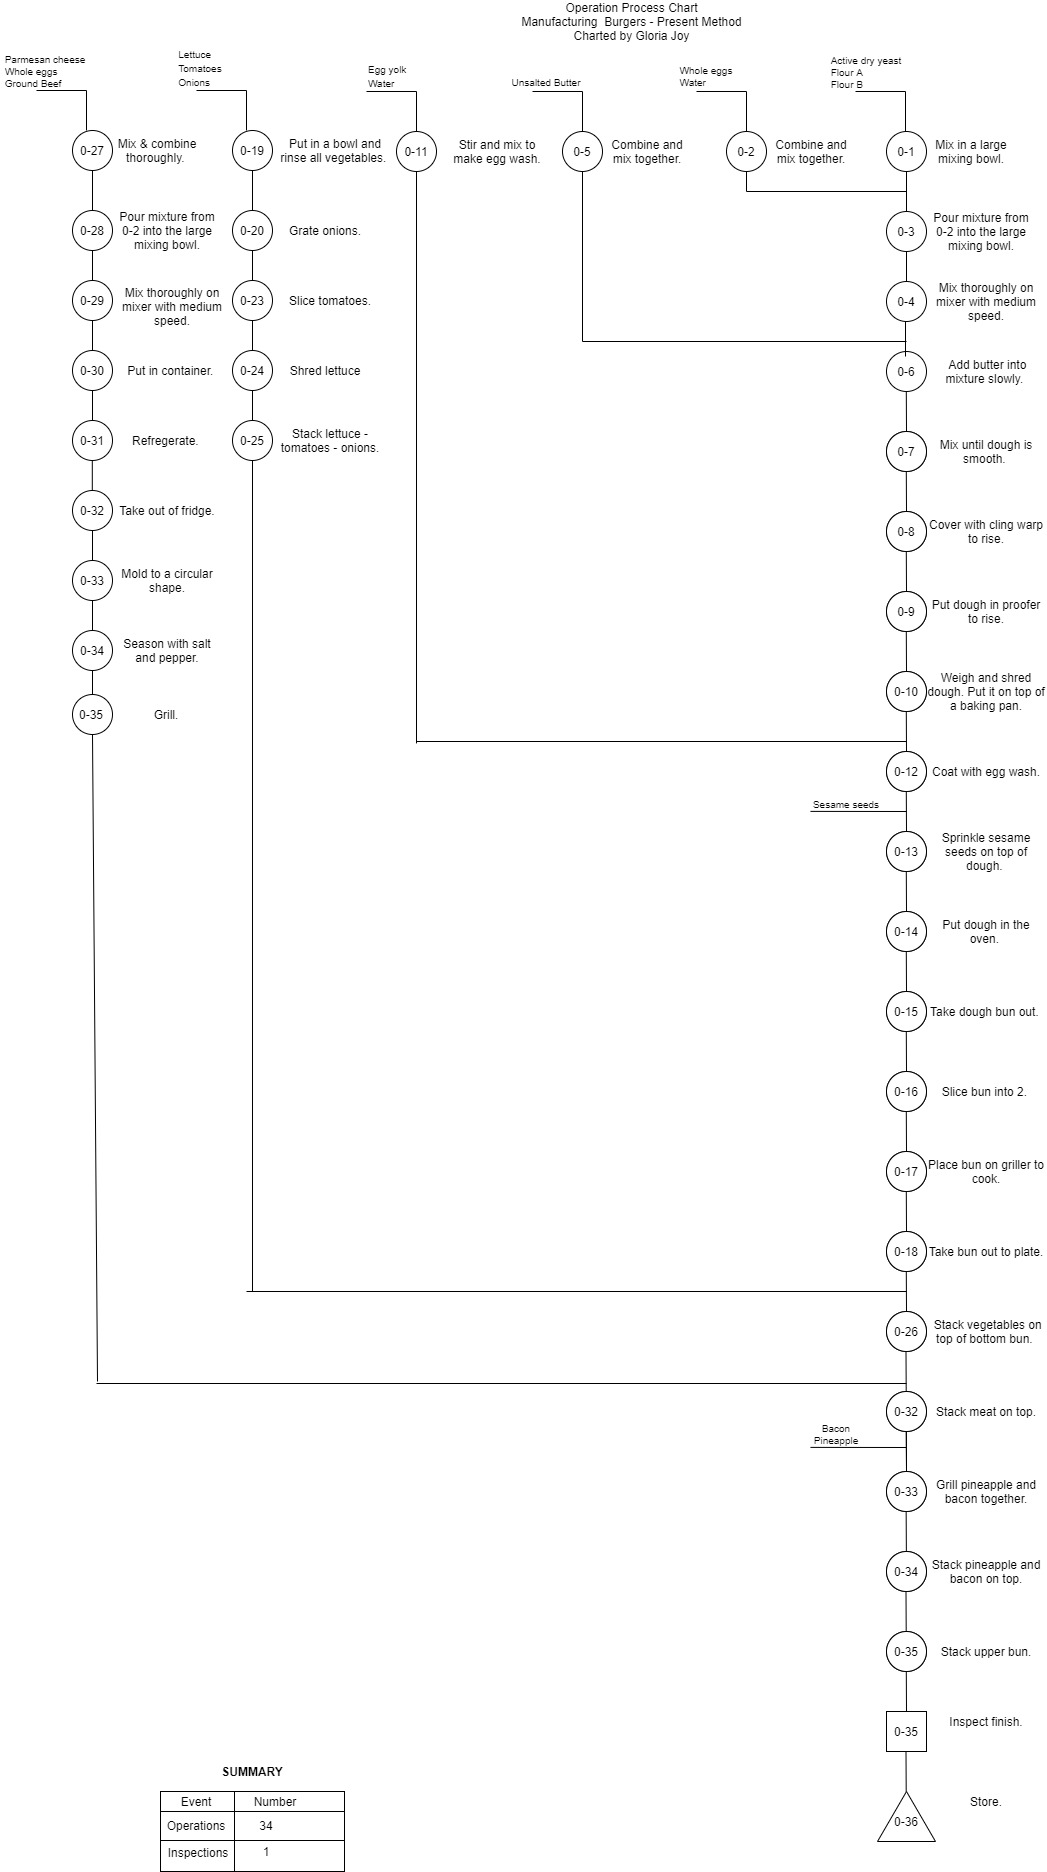 Operation Process Chart
Manufacturing  Burgers - Present Method
Charted by Gloria Joy
Parmesan cheese
Whole eggs
Ground Beef
Lettuce
Tomatoes
Onions
Egg yolk
Water
Unsalted Butter
Whole eggs
Water
Active dry yeast
Flour A
Flour B
0-27
Mix & combine
thoroughly.
0-19
Put in a bowl and
rinse all vegetables.
0-11
Stir and mix to
make egg wash.
0-5
Combine and
mix together.
0-2
Combine and
mix together.
0-1
Mix in a large
mixing bowl.
0-28
Pour mixture from
0-2 into the large
mixing bowl.
0-20
Grate onions.
0-3
Pour mixture from
0-2 into the large
mixing bowl.
0-29
Mix thoroughly on
mixer with medium
speed.
0-23
Slice tomatoes.
0-4
Mix thoroughly on
mixer with medium
speed.
0-30
Put in container.
0-24
Shred lettuce
0-6
Add butter into
mixture slowly.
0-31
Refregerate.
0-25
Stack lettuce -
tomatoes - onions.
0-7
Mix until dough is
smooth.
0-32
Take out of fridge.
0-8
Cover with cling warp
to rise.
0-33
Mold to a circular
shape.
0-9
Put dough in proofer
to rise.
0-34
Season with salt
and pepper.
0-10
Weigh and shred
dough. Put it on top of
a baking pan.
0-35
Grill.
0-12
Coat with egg wash.
Sesame seeds
0-13
Sprinkle sesame
seeds on top of
dough.
0-14
Put dough in the
oven.
0-15
Take dough bun out.
0-16
Slice bun into 2.
0-17
Place bun on griller to
cook.
0-18
Take bun out to plate.
0-26
Stack vegetables on
top of bottom bun.
0-32
Stack meat on top.
Bacon
Pineapple
0-33
Grill pineapple and
bacon together.
0-34
Stack pineapple and
bacon on top.
0-35
Stack upper bun.
0-35
Inspect finish.
0-36
Store.
SUMMARY
Event Number
Operations 34
Inspections 1